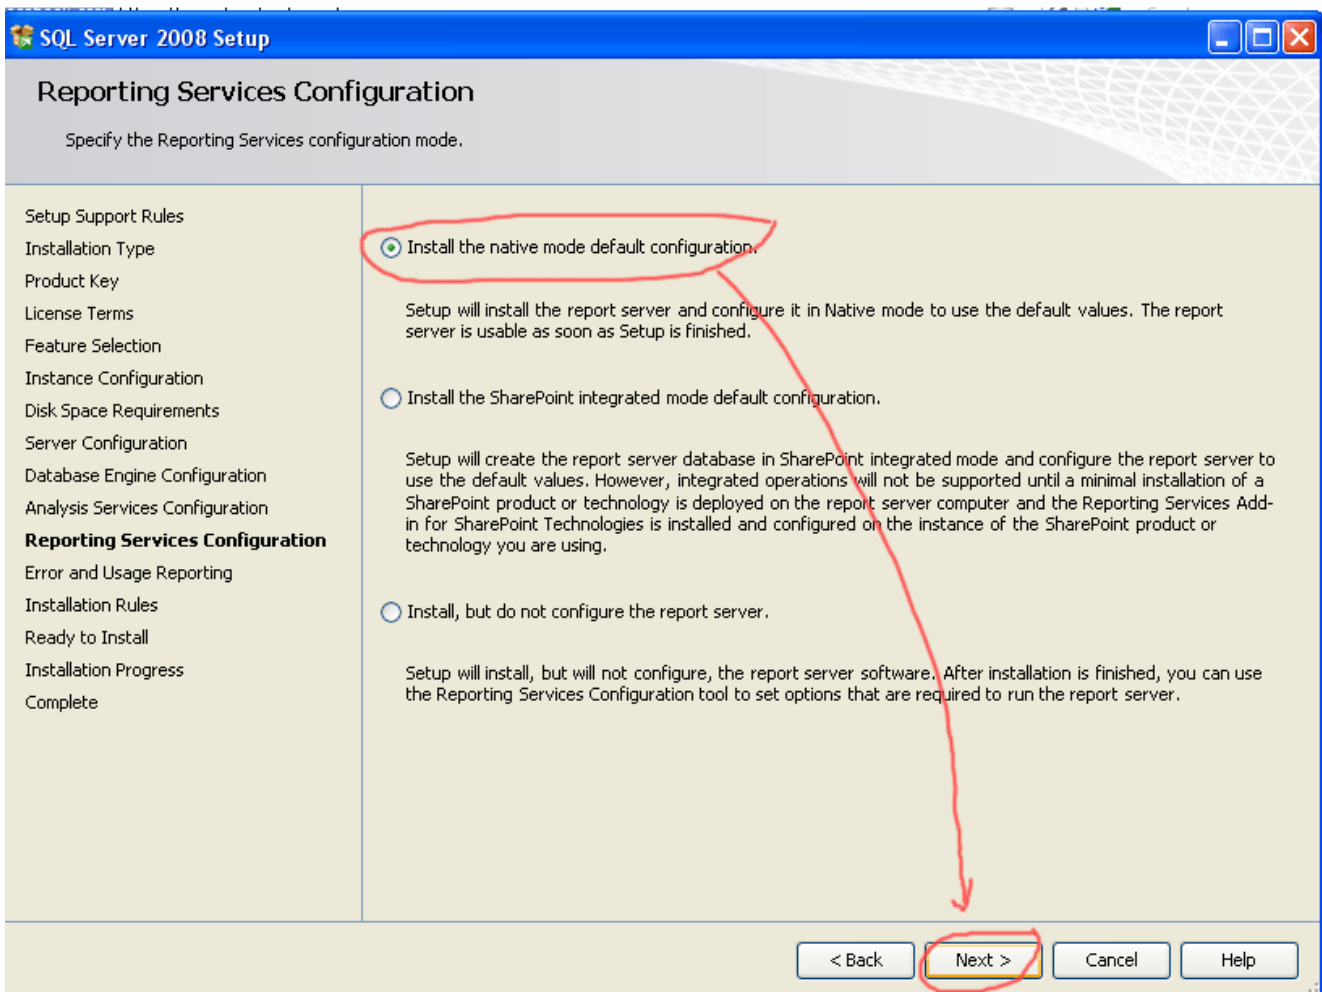 SQL Server 2008 Setup
Reporting Services Configuration
Specify the Reporting Services configuration mode.
Setup Support Rules
Installation Type
Product Key
License Terms
Feature Selection
Instance Configuration
Disk Space Requirements
Server Configuration
Database Engine Configuration
Analysis Services Configuration
Reporting Services Configuration
Error and Usage Reporting
Installation Rules
Ready to Install
Installation Progress
Complete
Install the native mode default configuration.
Setup will install the report server and configure it in Native mode to use the default values. The report
server is usable as soon as Setup is finished.
Install the SharePoint integrated mode default configuration.
Setup will create the report server database in SharePoint integrated mode and configure the report server to
use the default values. However, integrated operations will not be supported until a minimal installation of a
SharePoint product or technology is deployed on the report server computer and the Reporting Services Add-
in for SharePoint Technologies is installed and configured on the instance of the SharePoint product or
technology you are using.
Install, but do not configure the report server.
Setup will install, but will not configure, the report server software. After installation is finished, you can use
the Reporting Services Configuration tool to set options that are required to run the report server.
< Back
Next >
Cancel
Help